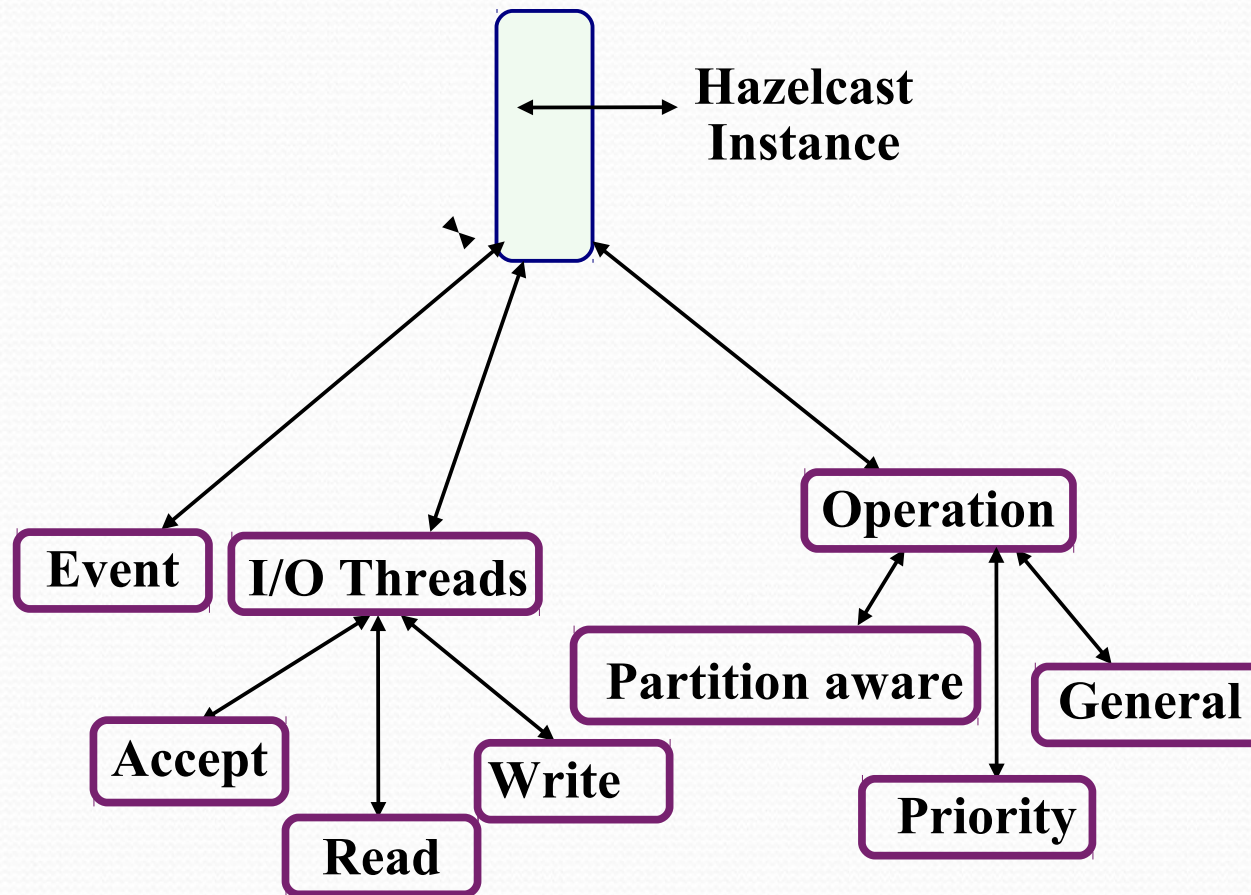 Hazelcast
Instance
Operation
Event
I/O Threads
Partition aware
General
Accept
Write
Priority
Read